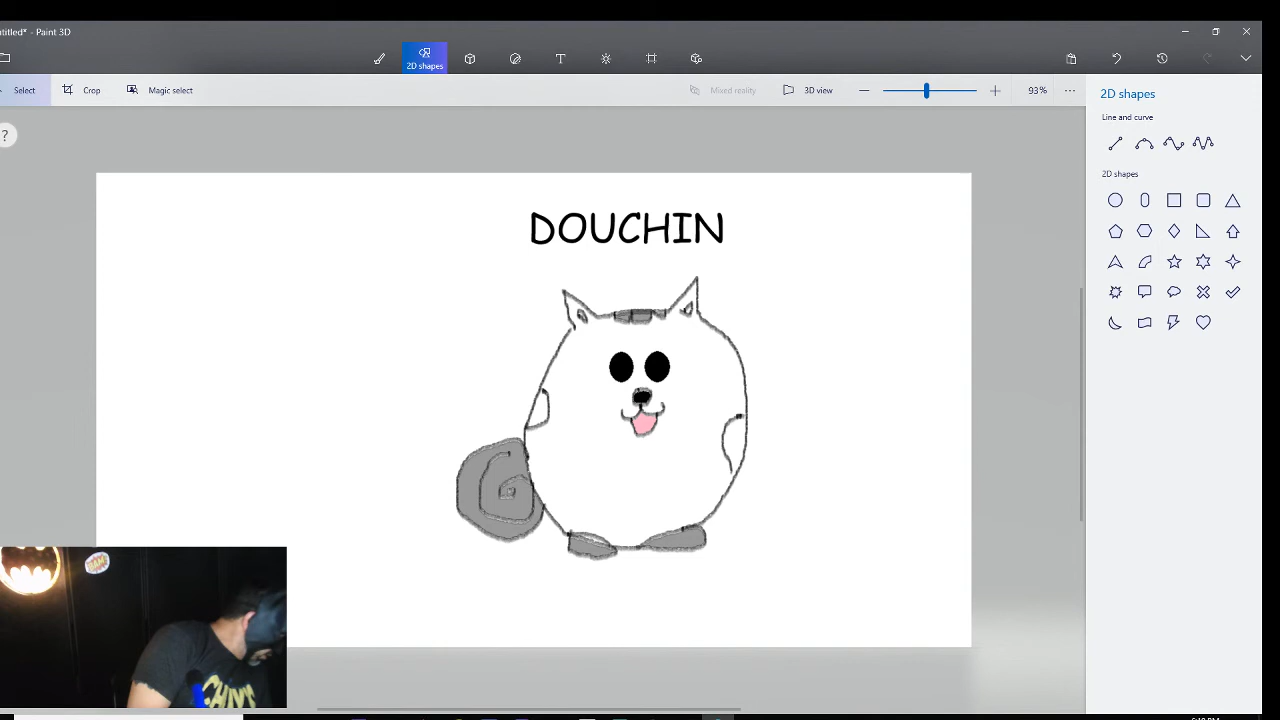 ntitled* - Paint 3D
2D shapes
Select
Crop
Magic select
Mixed reality
3D view
93%
2D shapes
Line and curve
2D shapes
?
DOUCHIN